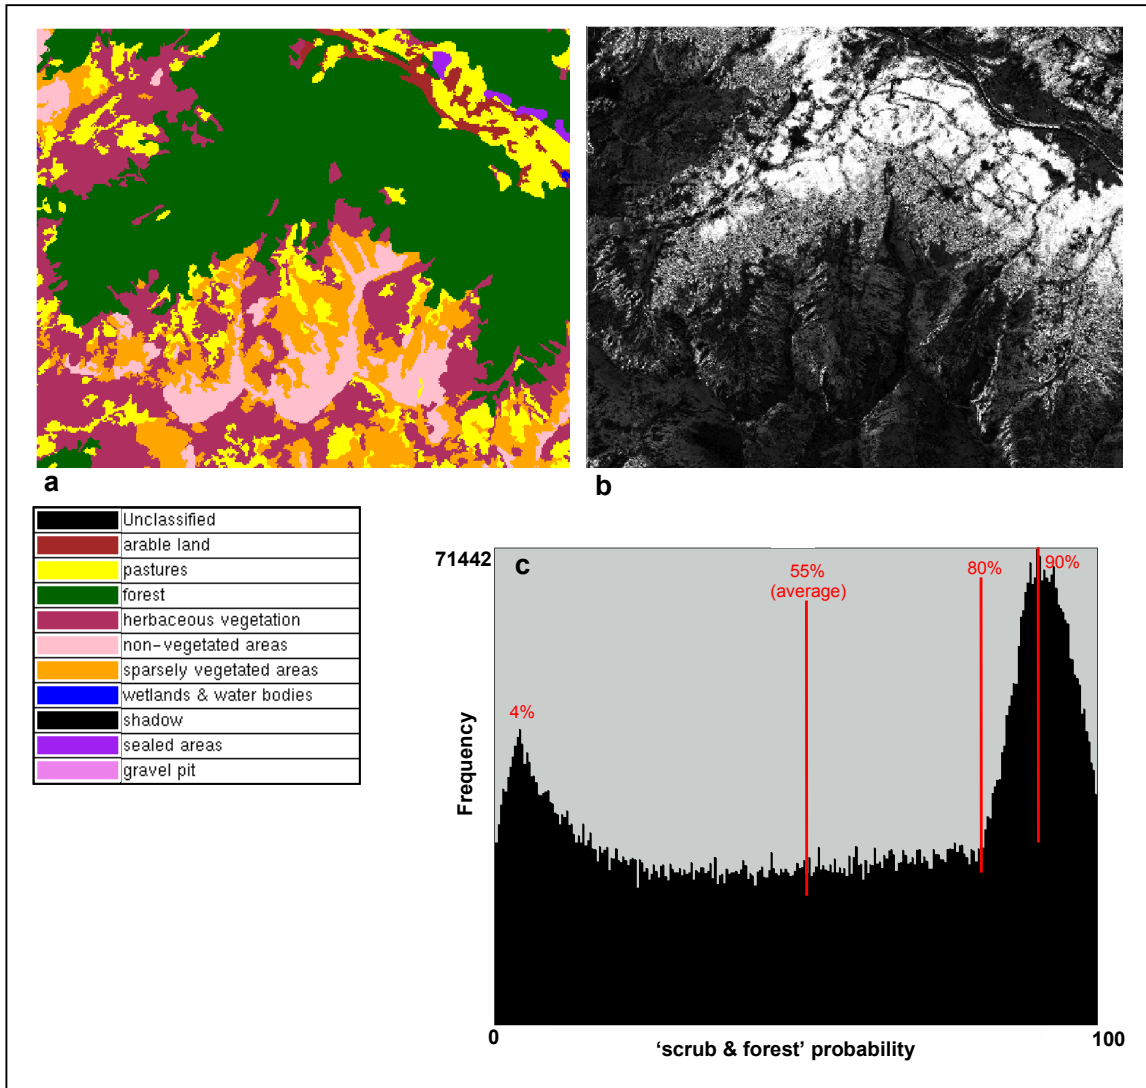 a
b
Unclassified
arable land
pastures
forest
herbaceous vegetation
non-vegetated areas
sparsely vegetated areas
wetlands & water bodies
shadow
sealed areas
gravel pit
71442
c
55%
(average)
80%
90%
4%
Frequency
0
100
'scrub & forest' probability